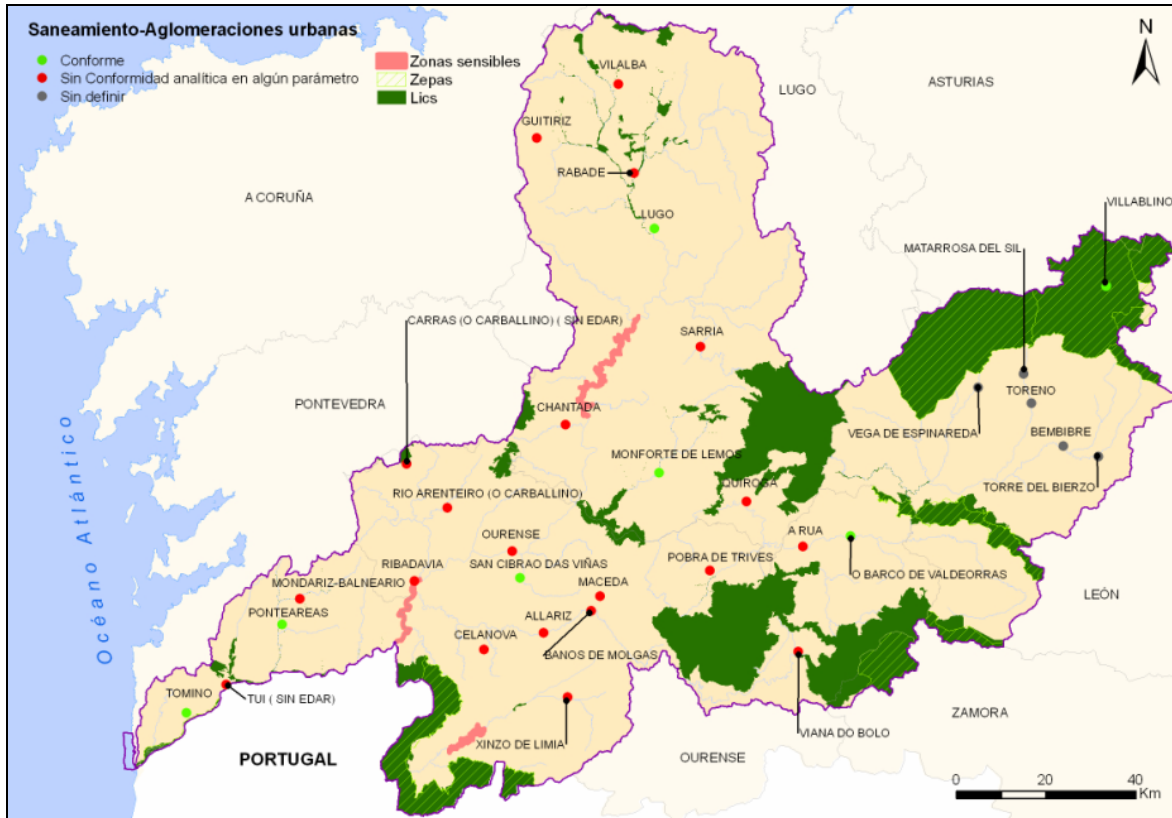 Saneamiento-Aglomeraciones urbanas
Conforme
Sin Conformidad analítica en algún parámetro
Sin definir
Zonas sensibles
Zepas
Lics
N
VILALBA
LUGO
ASTURIAS
GUITIRIZ
RABADE
A CORUÑA
LUGO
VILLABLINO
MATARROSA DEL SIL
CARRAS (O CARBALLINO) ( SIN EDAR)
SARRIA
PONTEVEDRA
CHANTADA
TORENO
VEGA DE ESPINAREDA
BEMBIBRE
MONFORTE DE LEMOS
TORRE DEL BIERZO
QUIROGA
RIO ARENTEIRO (O CARBALLINO)
OURENSE
A RUA
SAN CIBRAO DAS VIÑAS
POBRA DE TRIVES
O BARCO DE VALDEORRAS
RIBADAVIA
MONDARIZ-BALNEARIO
MACEDA
LEÓN
PONTEAREAS
ALLARIZ
CELANOVA
BANOS DE MOLGAS
Océano Atlántico
TOMINO
TUI ( SIN EDAR)
ZAMORA
VIANA DO BOLO
XINZO DE LIMIA
PORTUGAL
OURENSE
0 20 40
Km